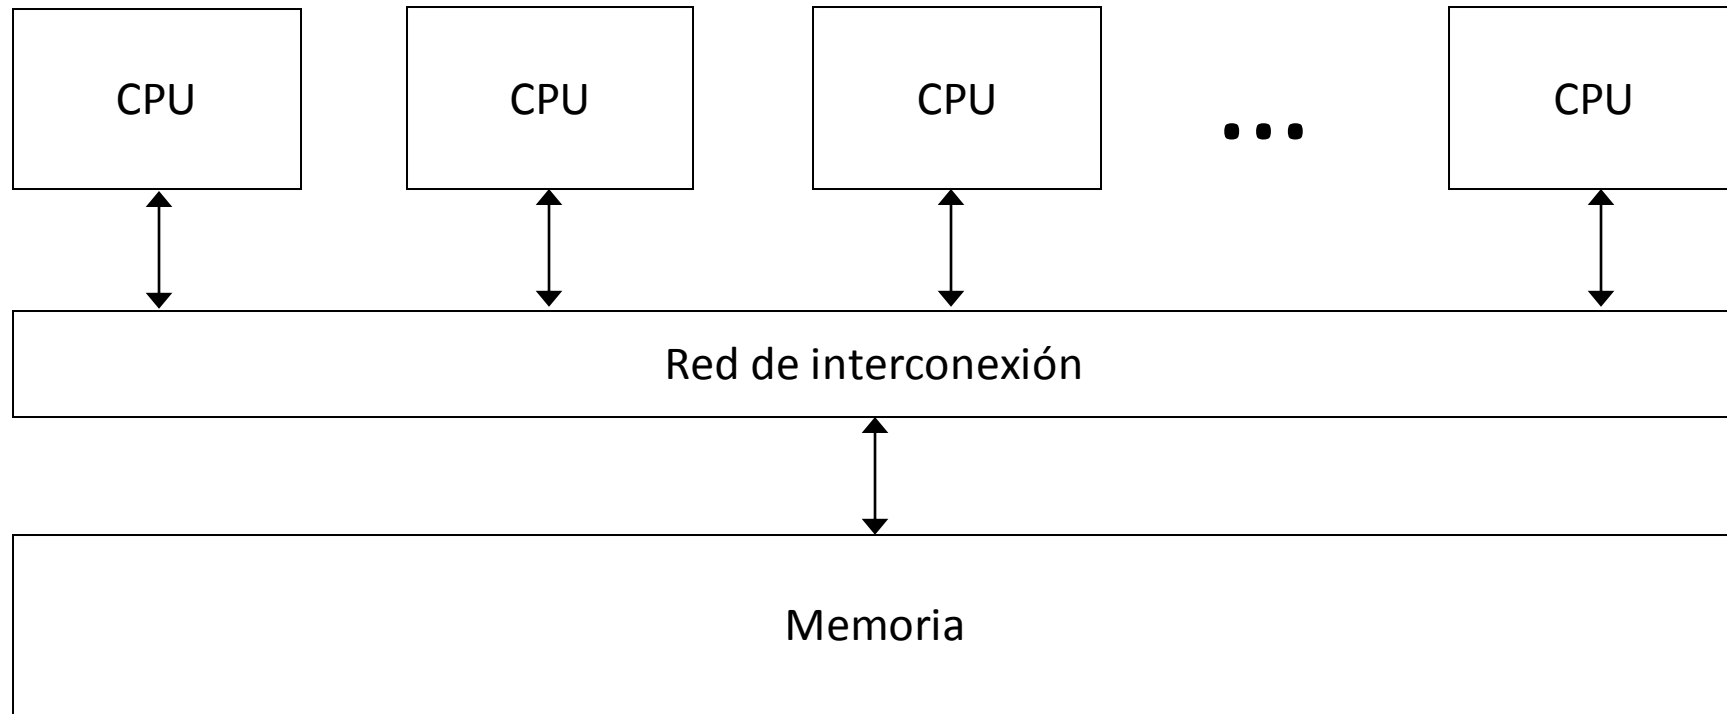 CPU
CPU
CPU
...
CPU
Red de interconexión
Memoria